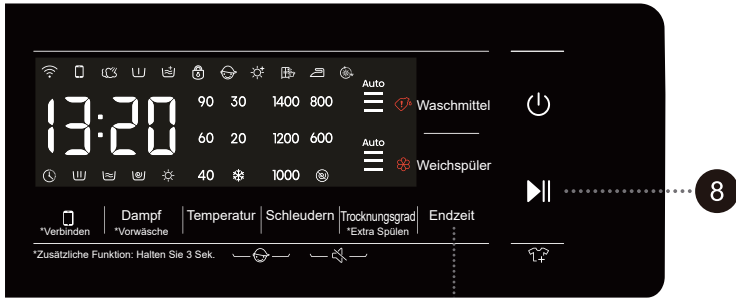 Auto
90 30 1400 800
13:20
Waschmittel
60 20 1200 600
Auto
Weichspüler
40 1000
8
Dampf Temperatur Schleudern Trocknungsgrad Endzeit
*Verbinden *Vorwäsche *Extra Spülen
*Zusätzliche Funktion: Halten Sie 3 Sek.